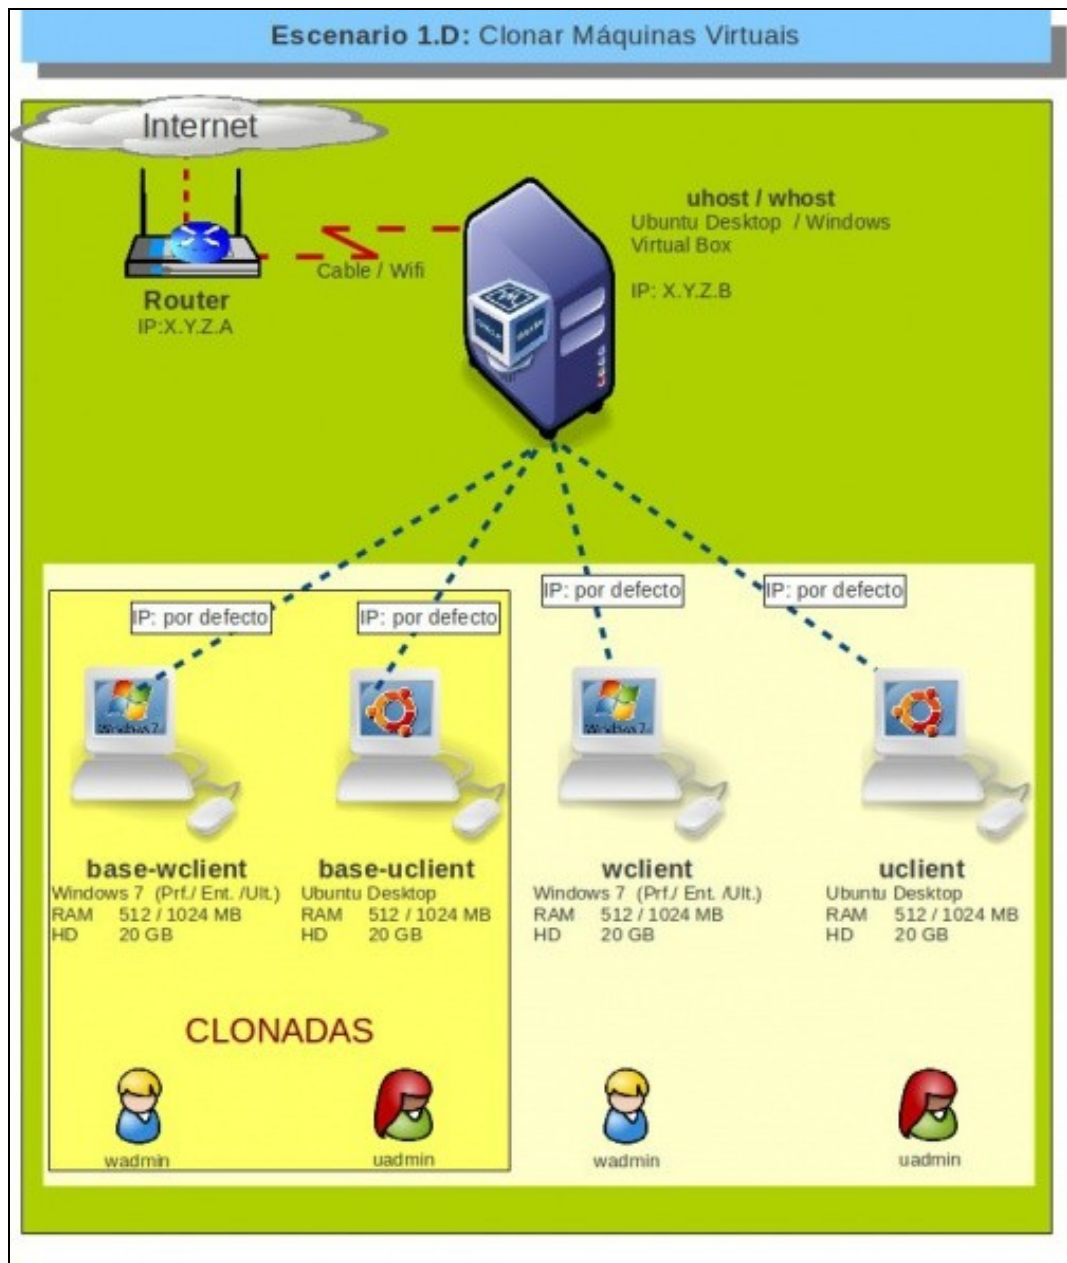 Escenario 1.D: Clonar Máquinas Virtuais
Internet
Router
IP:X.Y.Z.A
Cable / Wifi
uhost / whost
Ubuntu Desktop / Windows
Virtual Box
IP: X.Y.Z.B
IP: por defecto
IP: por defecto
IP: por defecto
IP: por defecto
Windows 7
base-wclient
Windows 7 (Prf./ Ent. /Ult.)
RAM 512 / 1024 MB
HD 20 GB
base-uclient
Ubuntu Desktop
RAM 512 / 1024 MB
HD 20 GB
Windows 7
wclient
Windows 7 (Prf./ Ent. /Ult.)
RAM 512 / 1024 MB
HD 20 GB
uclient
Ubuntu Desktop
RAM 512 / 1024 MB
HD 20 GB
CLONADAS
wadmin
uadmin
wadmin
uadmin